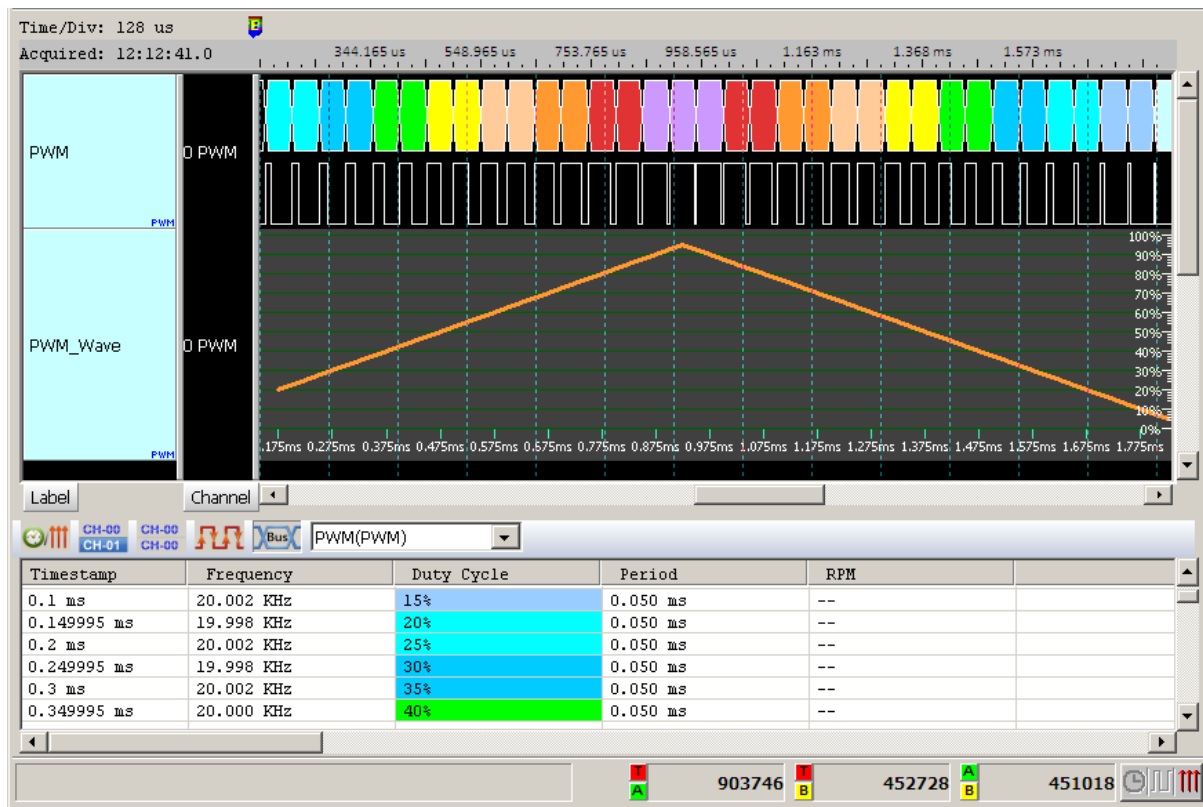 Time/Div: 128 us
Acquired: 12:12:41.0
344.165 us 548.965 us 753.765 us 958.565 us 1.163 ms 1.368 ms 1.573 ms
PWM
0 PWM
PWM
100%
90%
80%
70%
60%
50%
40%
30%
20%
10%
0%
PWM_Wave
0 PWM
.175ms 0.275ms 0.375ms 0.475ms 0.575ms 0.675ms 0.775ms 0.875ms 0.975ms 1.075ms 1.175ms 1.275ms 1.375ms 1.475ms 1.575ms 1.675ms 1.775ms
PWM
Label Channel
CH-00 CH-00
CH-01 CH-00
Bus PWM(PWM)
Timestamp Frequency Duty Cycle Period RPM
0.1 ms 20.002 KHz 15% 0.050 ms --
0.149995 ms 19.998 KHz 20% 0.050 ms --
0.2 ms 20.002 KHz 25% 0.050 ms --
0.249995 ms 19.998 KHz 30% 0.050 ms --
0.3 ms 20.002 KHz 35% 0.050 ms --
0.349995 ms 20.000 KHz 40% 0.050 ms --
T A 903746 T B 452728 A B 451018